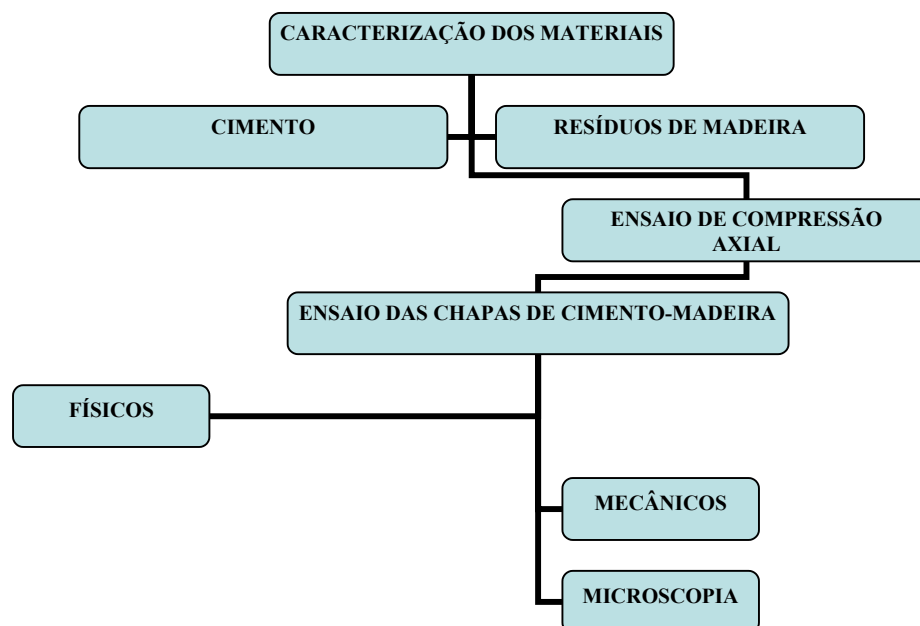 CARACTERIZAÇÃO DOS MATERIAIS
CIMENTO
RESÍDUOS DE MADEIRA
ENSAIO DE COMPRESSÃO
AXIAL
ENSAIO DAS CHAPAS DE CIMENTO-MADEIRA
FÍSICOS
MECÂNICOS
MICROSCOPIA